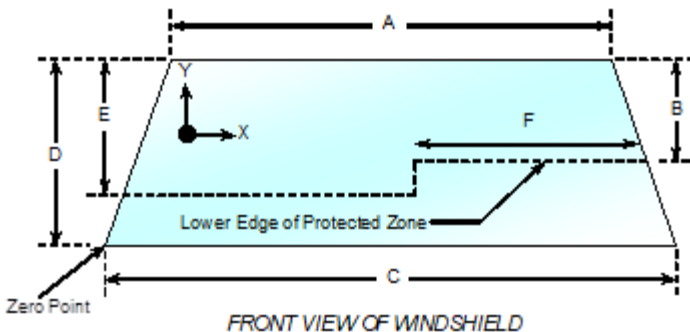 A
Y
E
B
D
X
F
Lower Edge of Protected Zone
C
Zero Point
FRONT VIEW OF WINDSHIELD